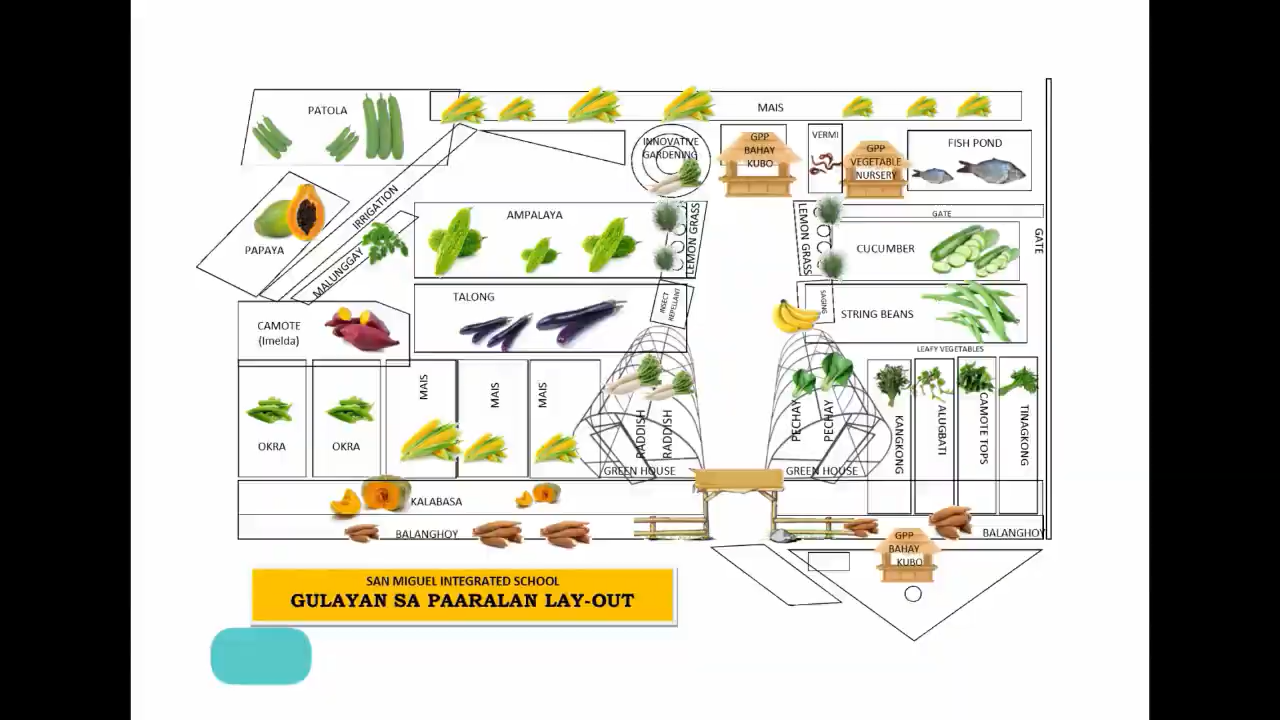 PATOLA
MAIS
INNOVATIVE
GARDENING
GPP
BAHAY
KUBO
VERMI
GPP
VEGETABLE
NURSERY
FISH POND
PAPAYA
IRRIGATION
MALUNGGAY
AMPALAYA
LEMON GRASS
LEMON GRASS
GATE
GATE
CUCUMBER
TALONG
INSECT
REPELLANT
SAGING
STRING BEANS
CAMOTE
(Imelda)
LEAFY VEGETABLES
OKRA
OKRA
MAIS
MAIS
MAIS
RADDISH
RADDISH
GREEN HOUSE
PECHAY
PECHAY
GREEN HOUSE
KANGKONG
ALUGBATI
CAMOTE TOPS
TINAGKONG
KALABASA
BALANGHOY
BALANGHOY
GPP
BAHAY
KUBO
SAN MIGUEL INTEGRATED SCHOOL
GULAYAN SA PAARALAN LAY-OUT